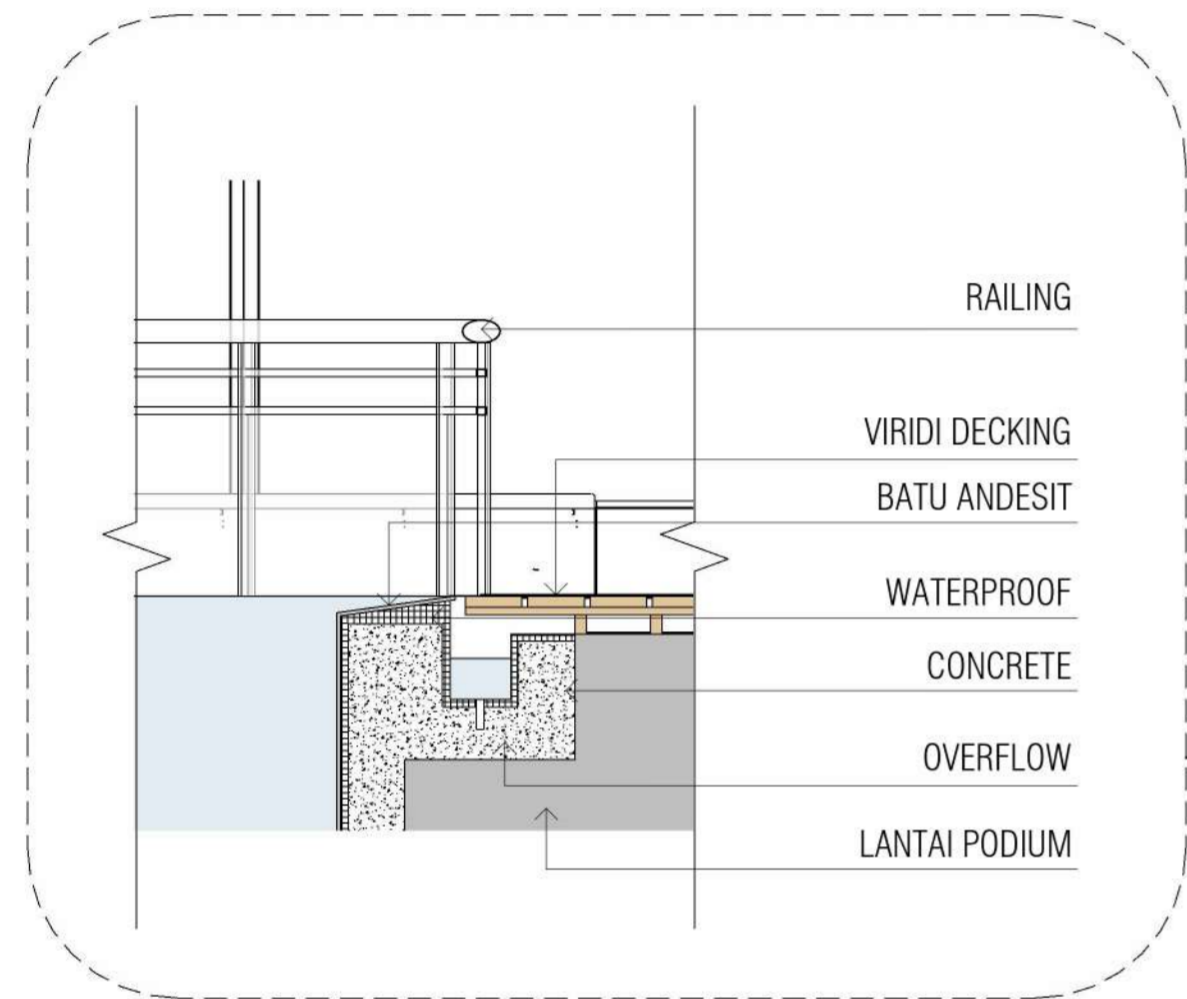 RAILING
VIRIDI DECKING
BATU ANDESIT
WATERPROOF
CONCRETE
OVERFLOW
LANTAI PODIUM